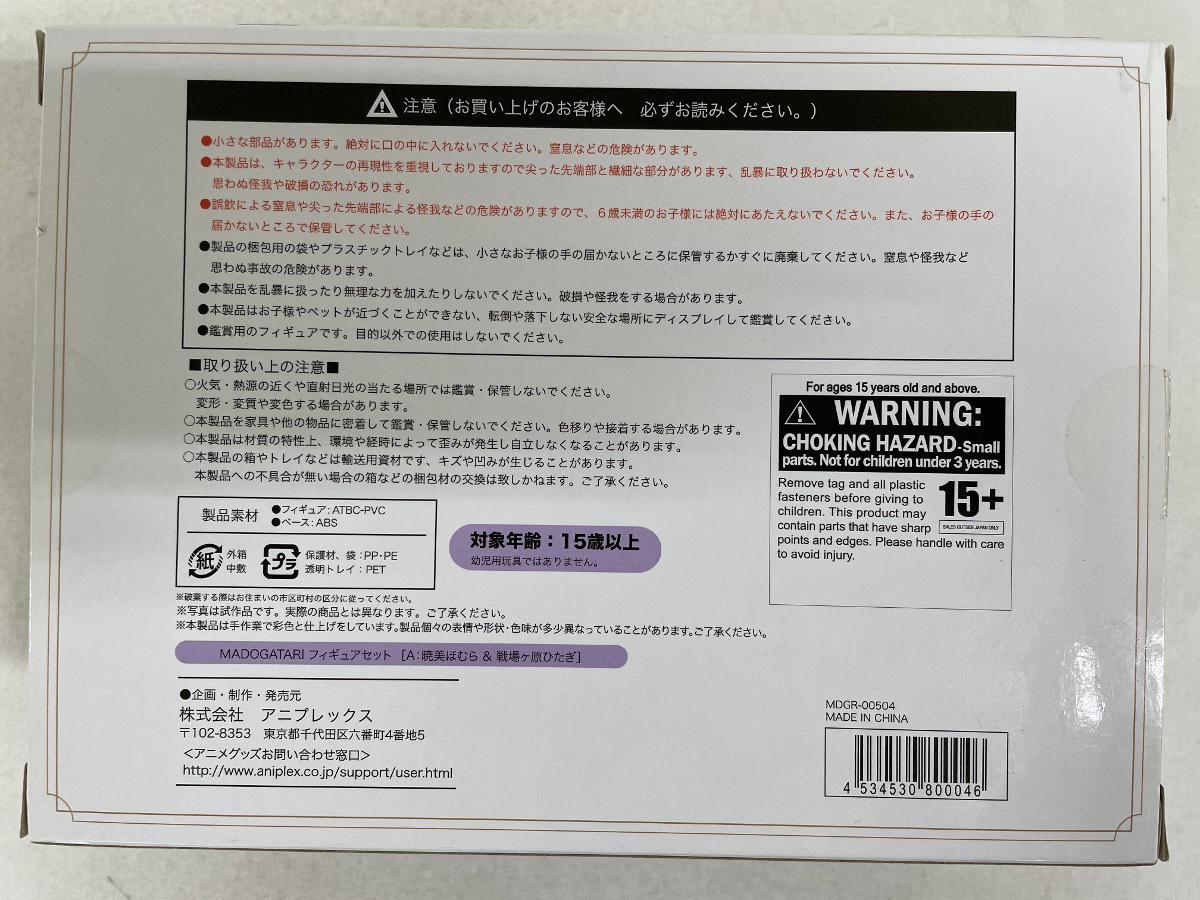 ⚠ 注意（お買い上げのお客様へ　必ずお読みください。）
●小さな部品があります。絶対に口の中に入れないでください。窒息などの危険があります。
●本製品は、キャラクターの再現性を重視しておりますので尖った先端部と繊細な部分があります、乱暴に取り扱わないでください。
思わぬ怪我や破損の恐れがあります。
●誤飲による窒息や尖った先端部による怪我などの危険がありますので、６歳未満のお子様には絶対にあたえないでください。また、お子様の手の
届かないところで保管してください。
●製品の梱包用の袋やプラスチックトレイなどは、小さなお子様の手の届かないところに保管するかすぐに廃棄してください。窒息や怪我など
思わぬ事故の危険があります。
●本製品を乱暴に扱ったり無理な力を加えたりしないでください。破損や怪我をする場合があります。
●本製品はお子様やペットが近づくことができない、転倒や落下しない安全な場所にディスプレイして鑑賞してください。
●鑑賞用のフィギュアです。目的以外での使用はしないでください。
■取り扱い上の注意■
○火気・熱源の近くや直射日光の当たる場所では鑑賞・保管しないでください。
変形・変質や変色する場合があります。
○本製品を家具や他の物品に密着して鑑賞・保管しないでください。色移りや接着する場合があります。
○本製品は材質の特性上、環境や経時によって歪みが発生し自立しなくなることがあります。
○本製品の箱やトレイなどは輸送用資材です、キズや凹みが生じることがあります。
本製品への不具合が無い場合の箱などの梱包材の交換は致しかねます。ご了承ください。
製品素材
●フィギュア：ATBC-PVC
●ベース：ABS
紙 外箱
中敷
プラ 保護材、袋：PP・PE
透明トレイ：PET
対象年齢：15歳以上
幼児用玩具ではありません。
※破棄する際はお住まいの市区町村の区分に従ってください。
※写真は試作品です。実際の商品とは異なります。ご了承ください。
※本製品は手作業で彩色と仕上げをしています。製品個々の表情や形状・色味が多少異なっていることがあります。ご了承ください。
MADOGATARI フィギュアセット ［A：暁美ほむら & 戦場ヶ原ひたぎ］
●企画・制作・発売元
株式会社　アニプレックス
〒102-8353　東京都千代田区六番町4番地5
＜アニメグッズお問い合わせ窓口＞
http://www.aniplex.co.jp/support/user.html
For ages 15 years old and above.
⚠ WARNING:
CHOKING HAZARD-Small
parts. Not for children under 3 years.
Remove tag and all plastic
fasteners before giving to
children. This product may
contain parts that have sharp
points and edges. Please handle with care
to avoid injury.
15+
SALES OUTSIDE JAPAN ONLY
MDGR-00504
MADE IN CHINA
4 534530 800046